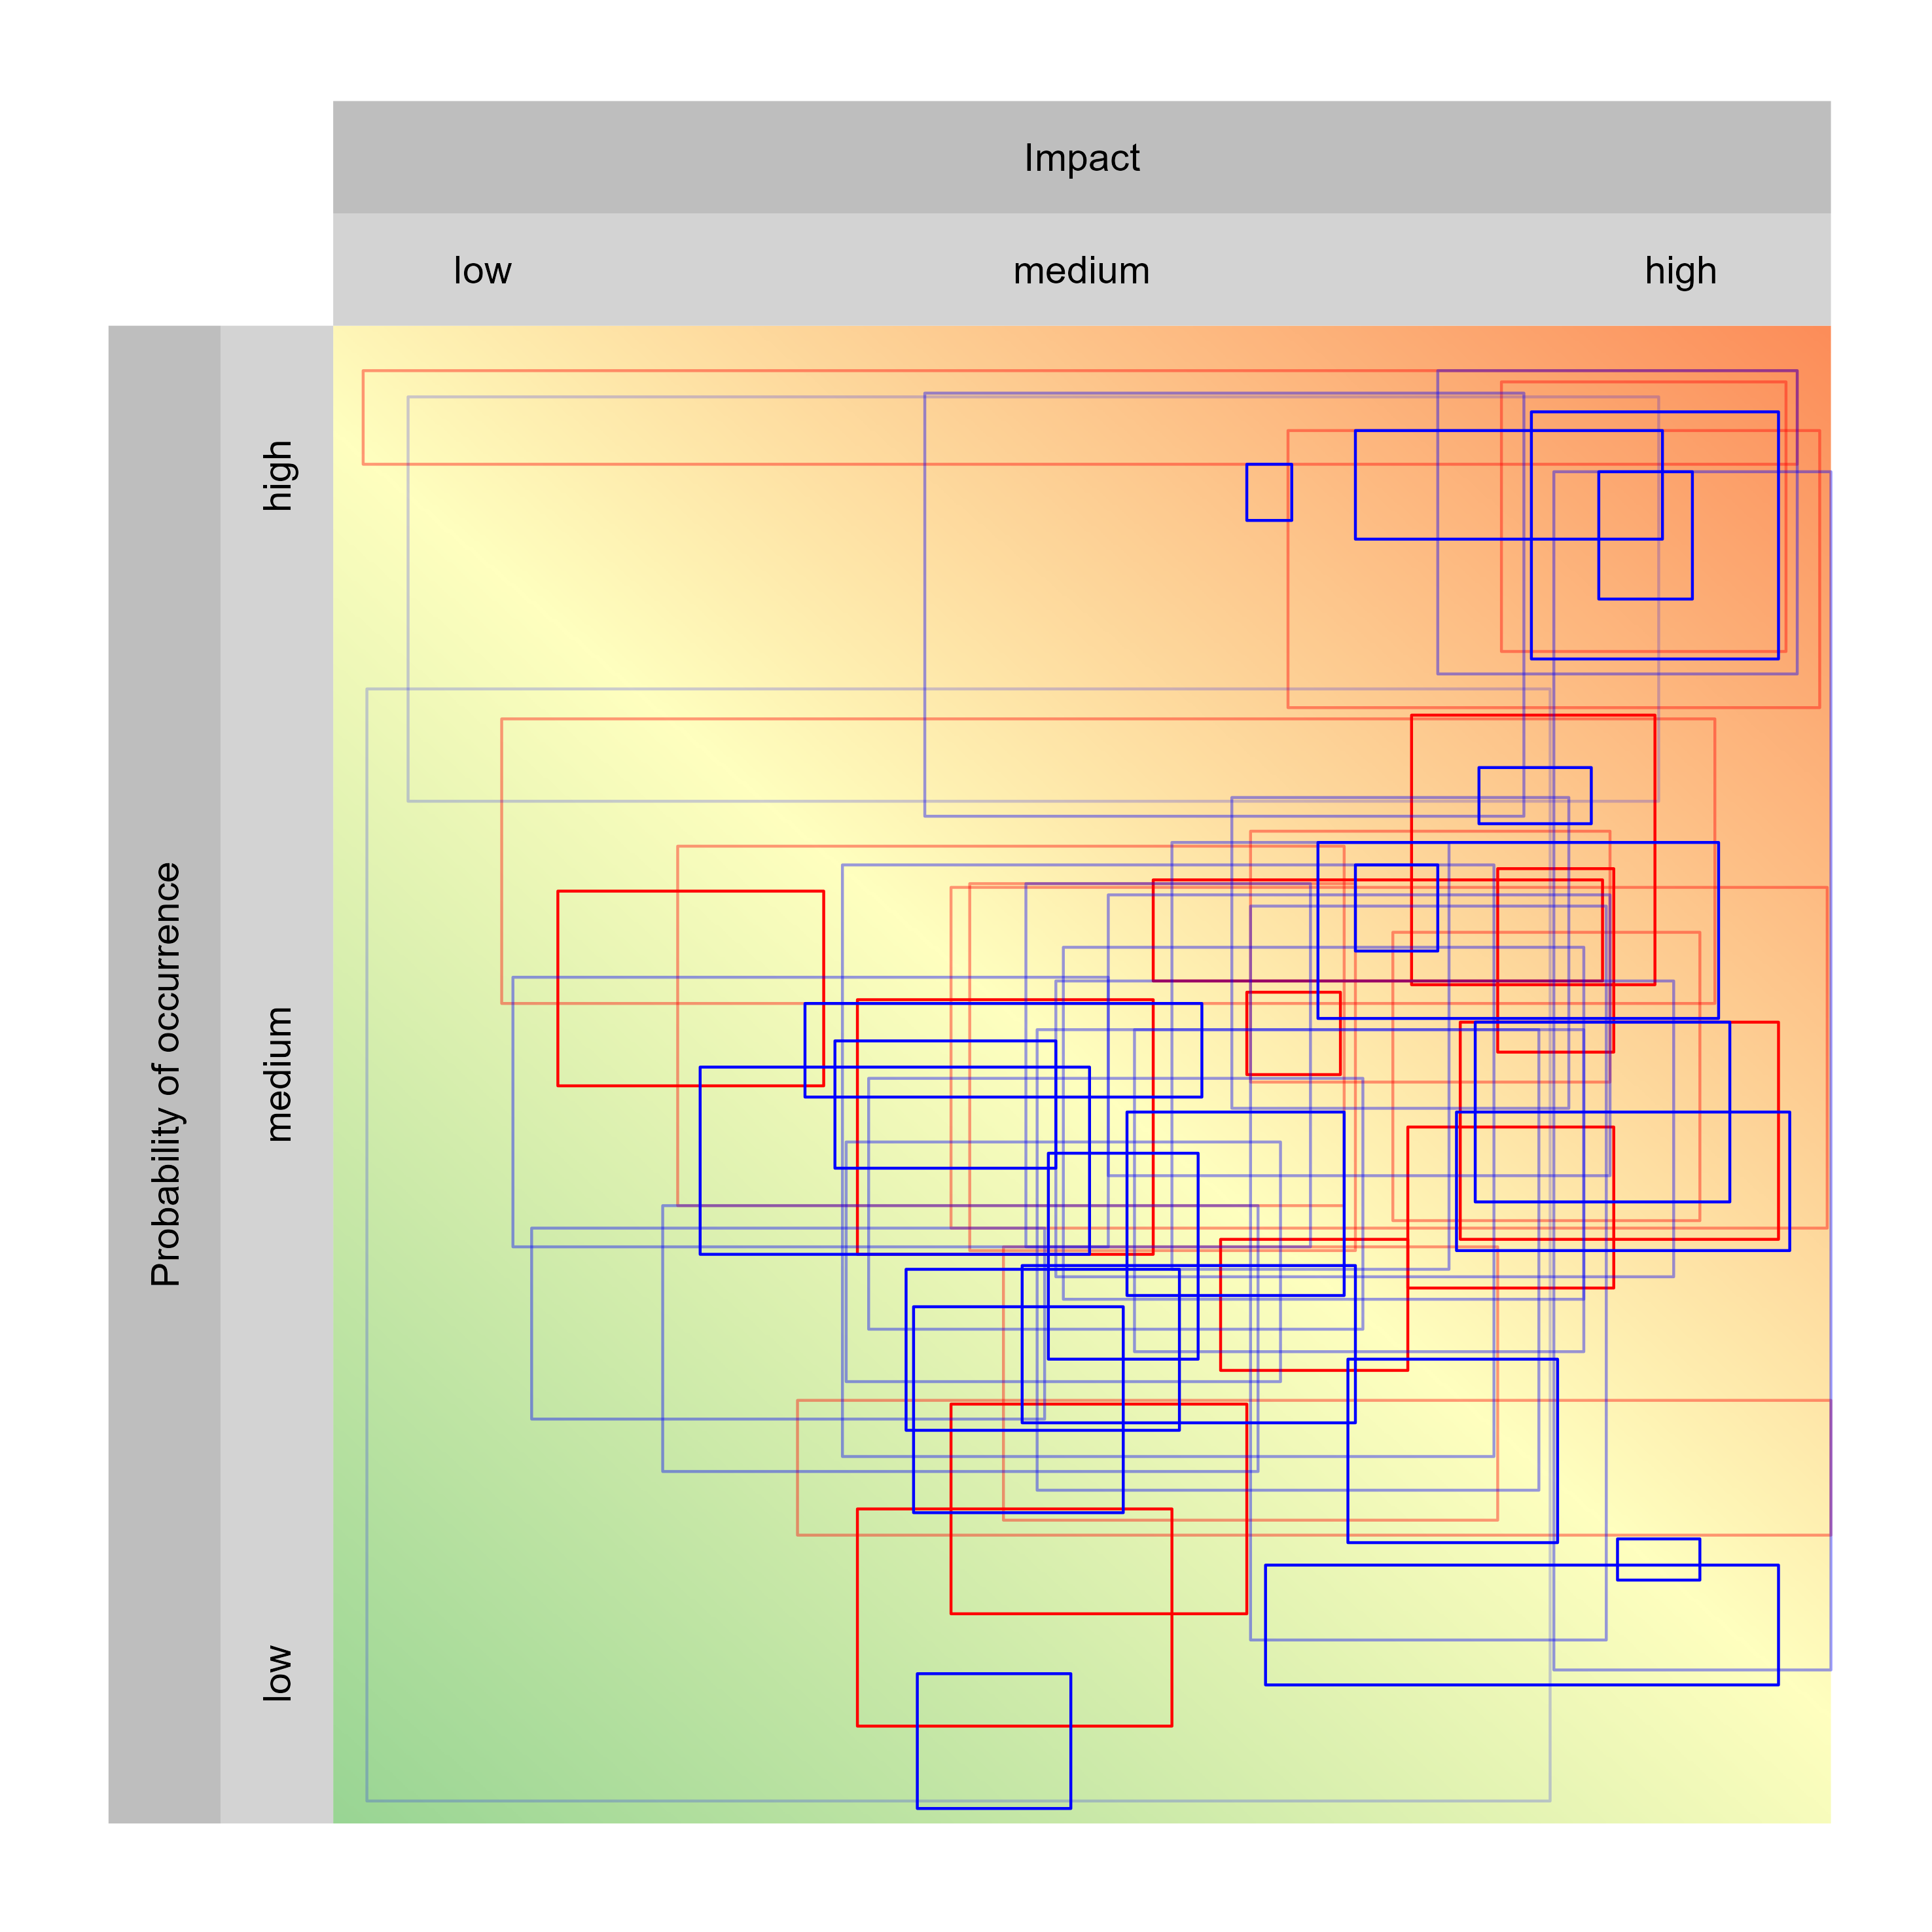 Impact
low medium high
Probability of occurrence
high
medium
low